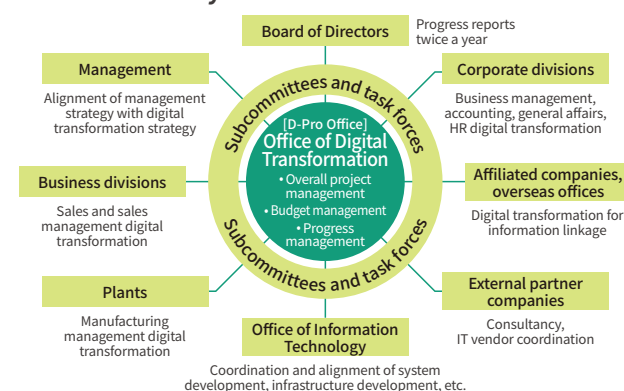 Board of Directors
Progress reports
twice a year
Management
Alignment of management
strategy with digital
transformation strategy
Corporate divisions
Business management,
accounting, general affairs,
HR digital transformation
Subcommittees and task forces
[D-Pro Office]
Office of Digital
Transformation
• Overall project
management
• Budget management
• Progress
management
Subcommittees and task forces
Business divisions
Sales and sales
management digital
transformation
Affiliated companies,
overseas offices
Digital transformation for
information linkage
Plants
Manufacturing
management digital
transformation
External partner
companies
Consultancy,
IT vendor coordination
Office of Information
Technology
Coordination and alignment of system
development, infrastructure development, etc.